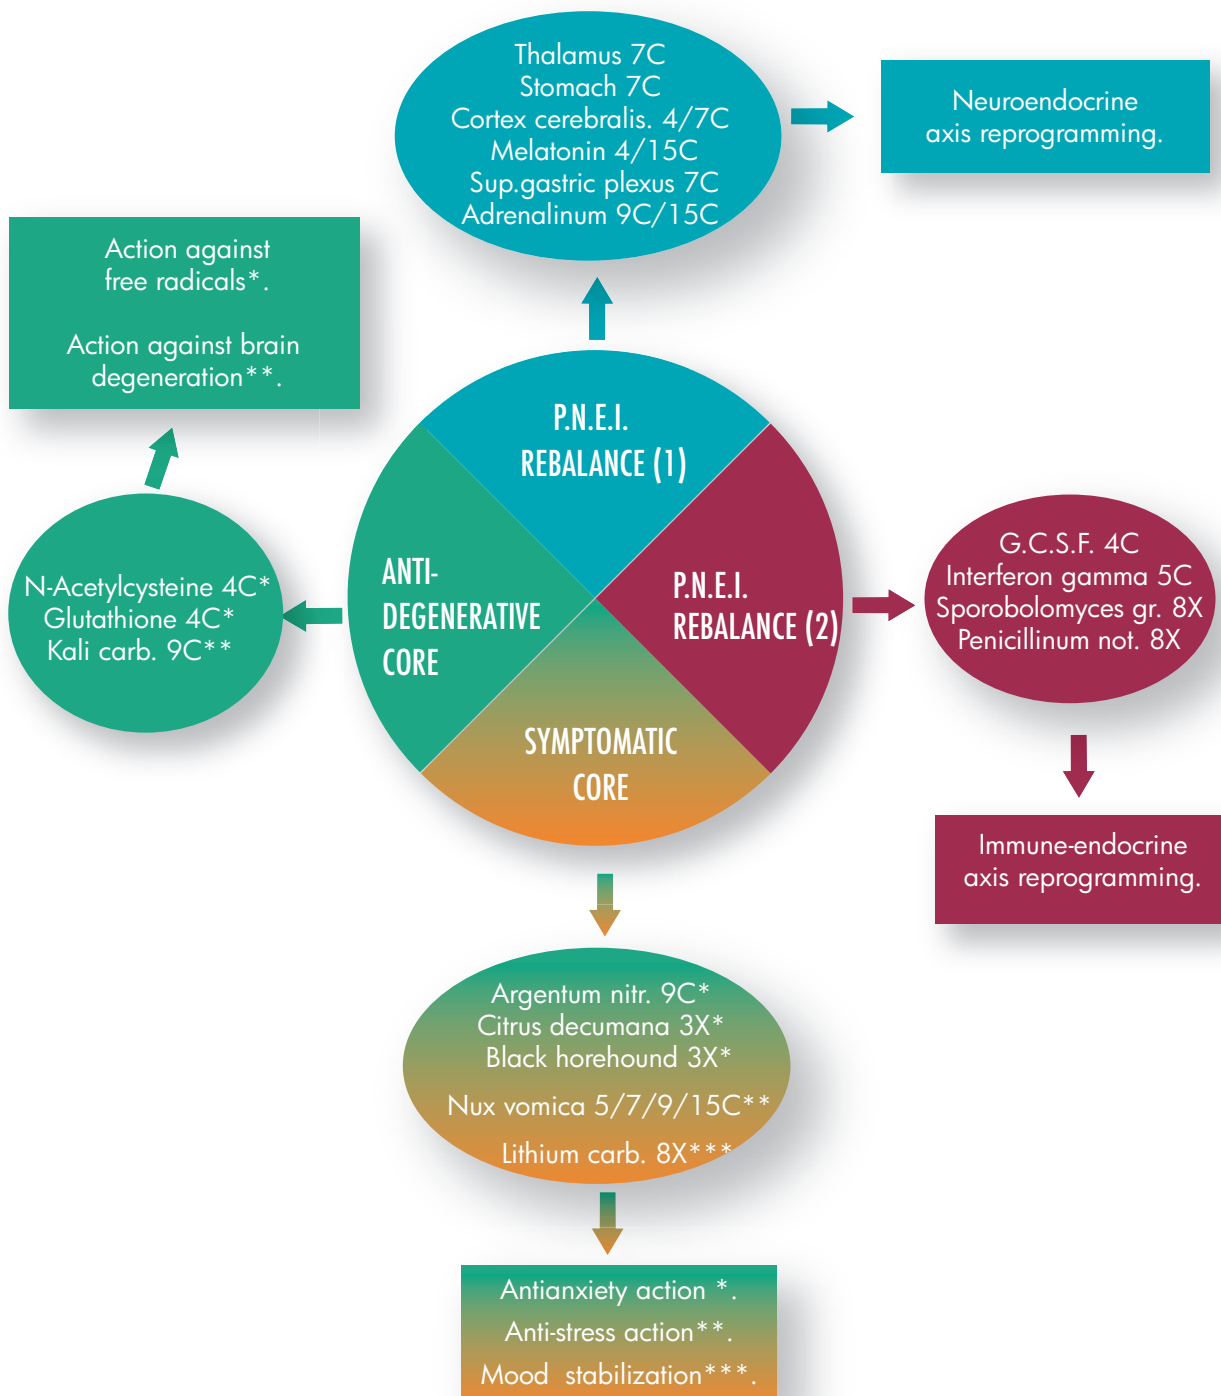 Thalamus 7C
Stomach 7C
Cortex cerebralis. 4/7C
Melatonin 4/15C
Sup.gastric plexus 7C
Adrenalinum 9C/15C
Neuroendocrine
axis reprogramming.
Action against
free radicals*.
Action against brain
degeneration**.
P.N.E.I.
REBALANCE (1)
N-Acetylcysteine 4C*
Glutathione 4C*
Kali carb. 9C**
ANTI-
DEGENERATIVE
CORE
P.N.E.I.
REBALANCE (2)
G.C.S.F. 4C
Interferon gamma 5C
Sporobolomyces gr. 8X
Penicillinum not. 8X
SYMPTOMATIC
CORE
Immune-endocrine
axis reprogramming.
Argentum nitr. 9C*
Citrus decumana 3X*
Black horehound 3X*
Nux vomica 5/7/9/15C**
Lithium carb. 8X***
Antianxiety action *.
Anti-stress action**.
Mood stabilization***.